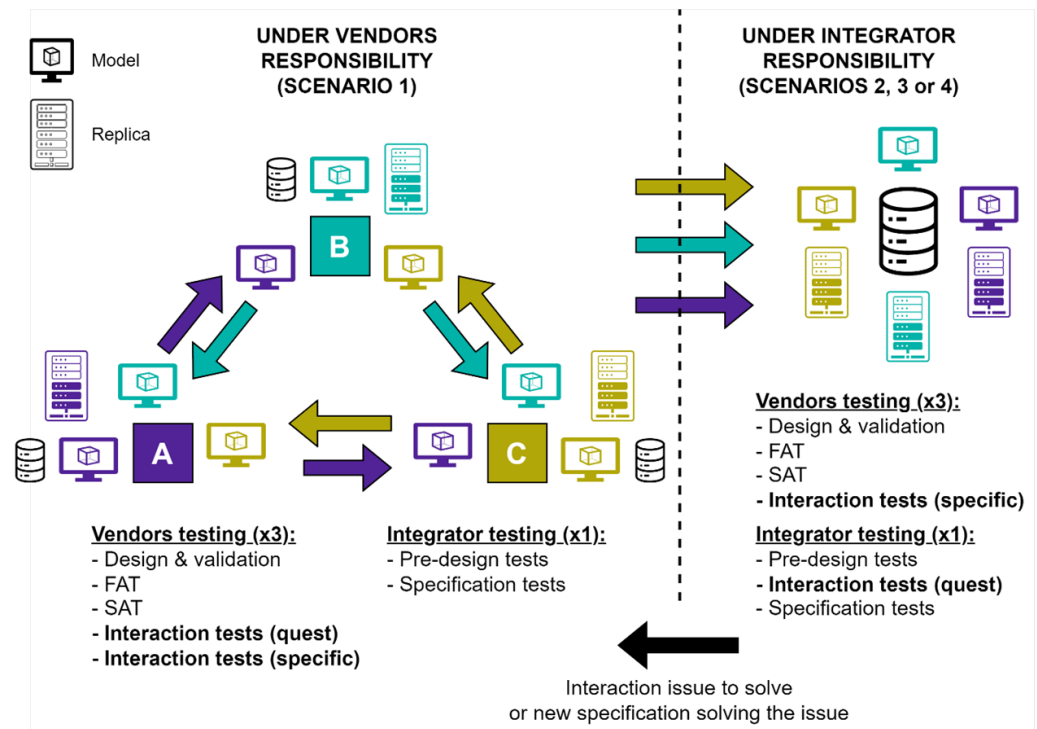 UNDER VENDORS
RESPONSIBILITY
(SCENARIO 1)
UNDER INTEGRATOR
RESPONSIBILITY
(SCENARIOS 2, 3 or 4)
Model
Replica
B
A
C
Vendors testing (x3):
- Design & validation
- FAT
- SAT
- Interaction tests (quest)
- Interaction tests (specific)
Integrator testing (x1):
- Pre-design tests
- Specification tests
Vendors testing (x3):
- Design & validation
- FAT
- SAT
- Interaction tests (specific)
Integrator testing (x1):
- Pre-design tests
- Interaction tests (quest)
- Specification tests
Interaction issue to solve
or new specification solving the issue